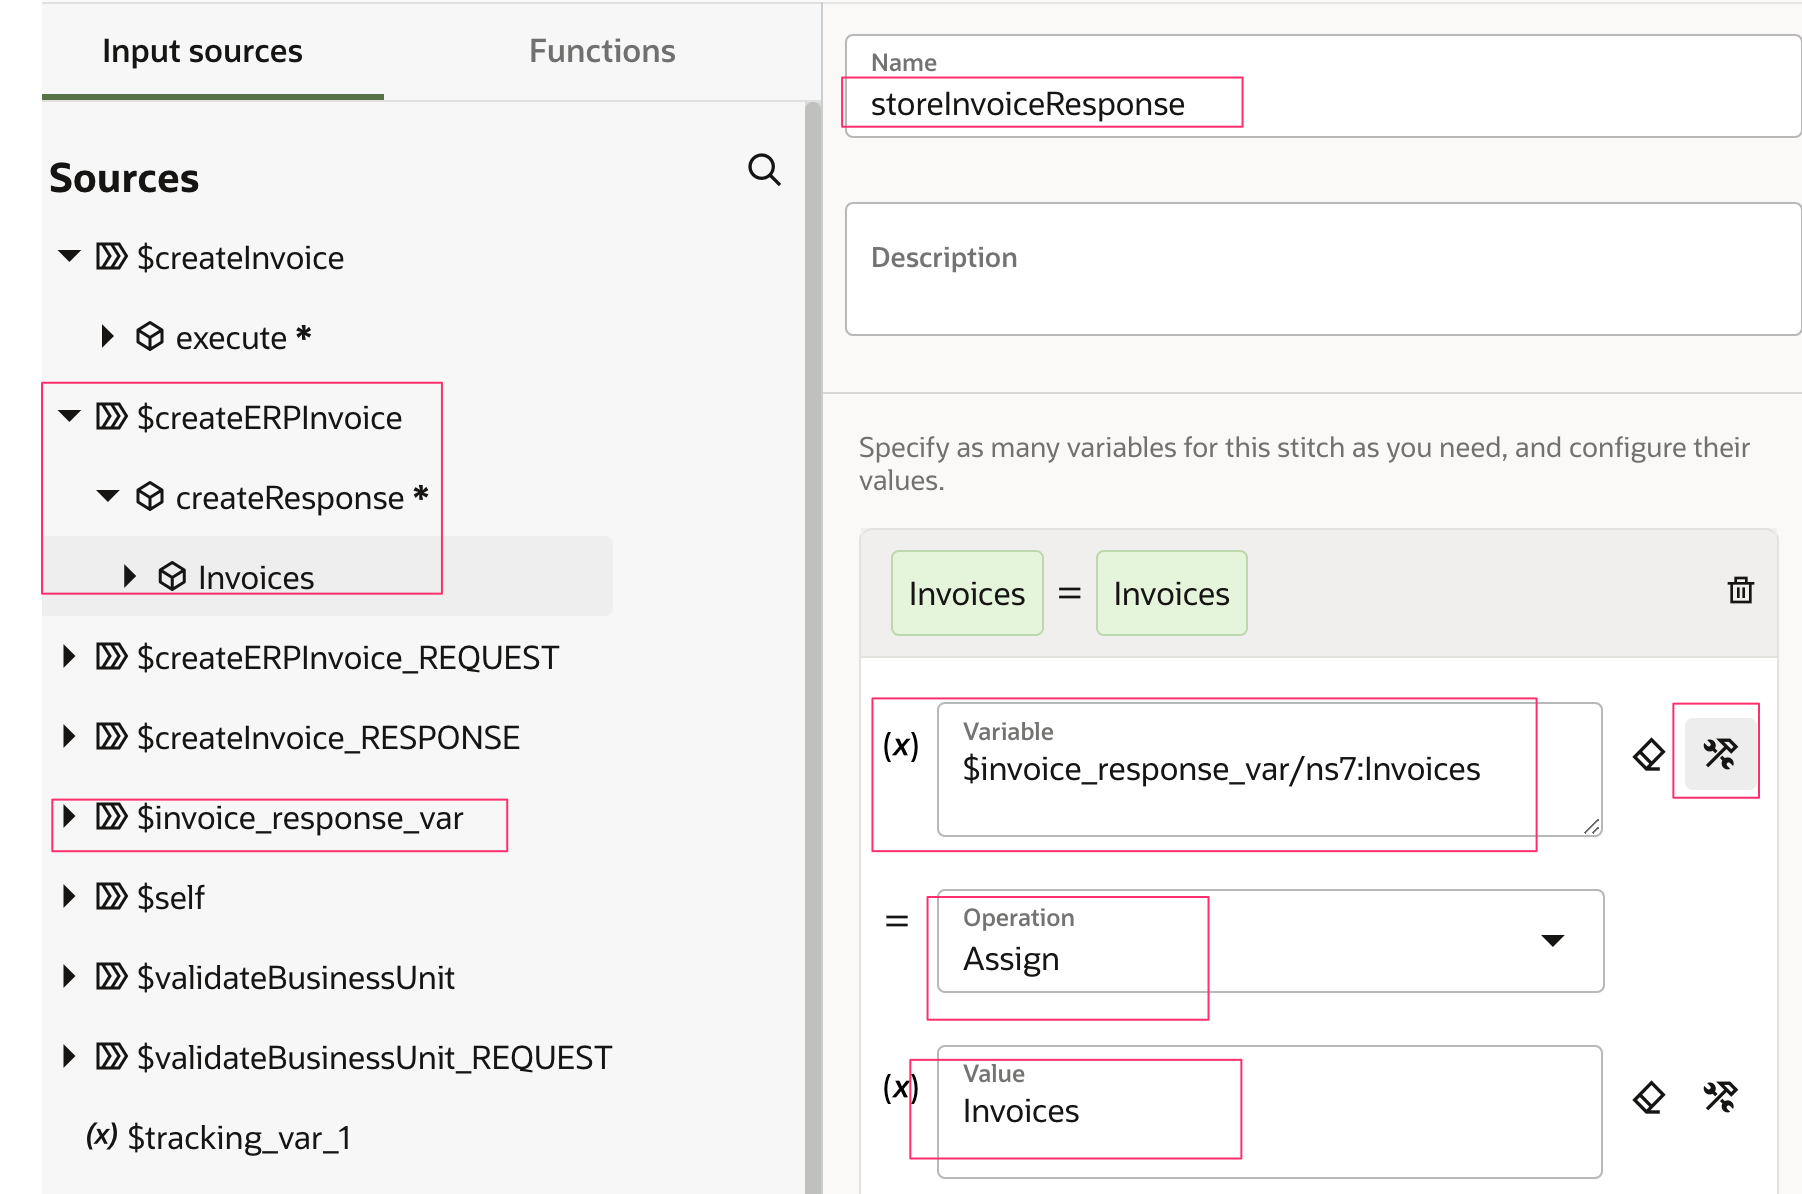 Input sources
Functions
Sources
$createInvoice
execute *
$createERPInvoice
createResponse *
Invoices
$createERPInvoice_REQUEST
$createInvoice_RESPONSE
$invoice_response_var
$self
$validateBusinessUnit
$validateBusinessUnit_REQUEST
(x) $tracking_var_1
Name
storeInvoiceResponse
Description
Specify as many variables for this stitch as you need, and configure their
values.
Invoices = Invoices
(x)
Variable
$invoice_response_var/ns7:Invoices
=
Operation
Assign
(x)
Value
Invoices